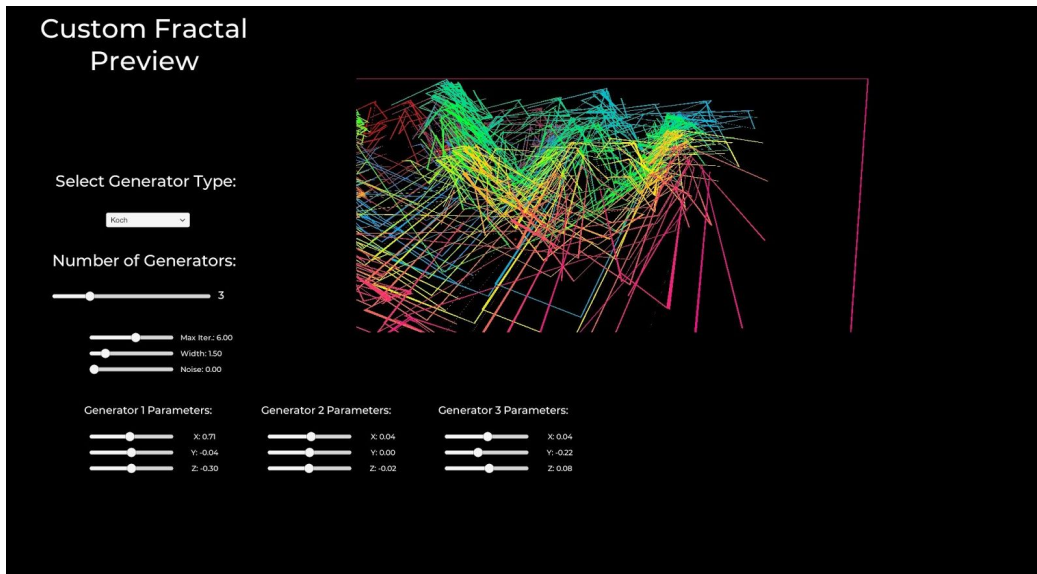 Custom Fractal
Preview
Select Generator Type:
Koch
Number of Generators:
3
Max Iter.: 6.00
Width: 1.50
Noise: 0.00
Generator 1 Parameters:
X: 0.71
Y: -0.04
Z: -0.30
Generator 2 Parameters:
X: 0.04
Y: 0.00
Z: -0.02
Generator 3 Parameters:
X: 0.04
Y: -0.22
Z: 0.08